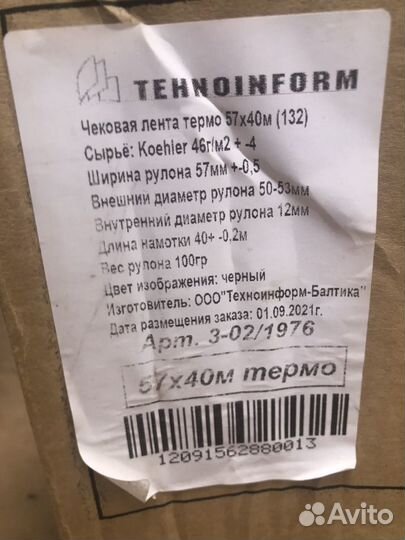 TEHNOINFORM
Чековая лента термо 57х40м (132)
Сырьё: Koehler 46г/м2 + -4
Ширина рулона 57мм +-0,5
Внешний диаметр рулона 50-53мм
Внутренний диаметр рулона 12мм
Длина намотки 40+ -0,2м
Вес рулона 100гр
Цвет изображения: черный
Изготовитель: ООО"Техноинформ-Балтика"
Дата размещения заказа: 01.09.2021г.
Арт. 3-02/1976
57х40м термо
12091562880013
Avito